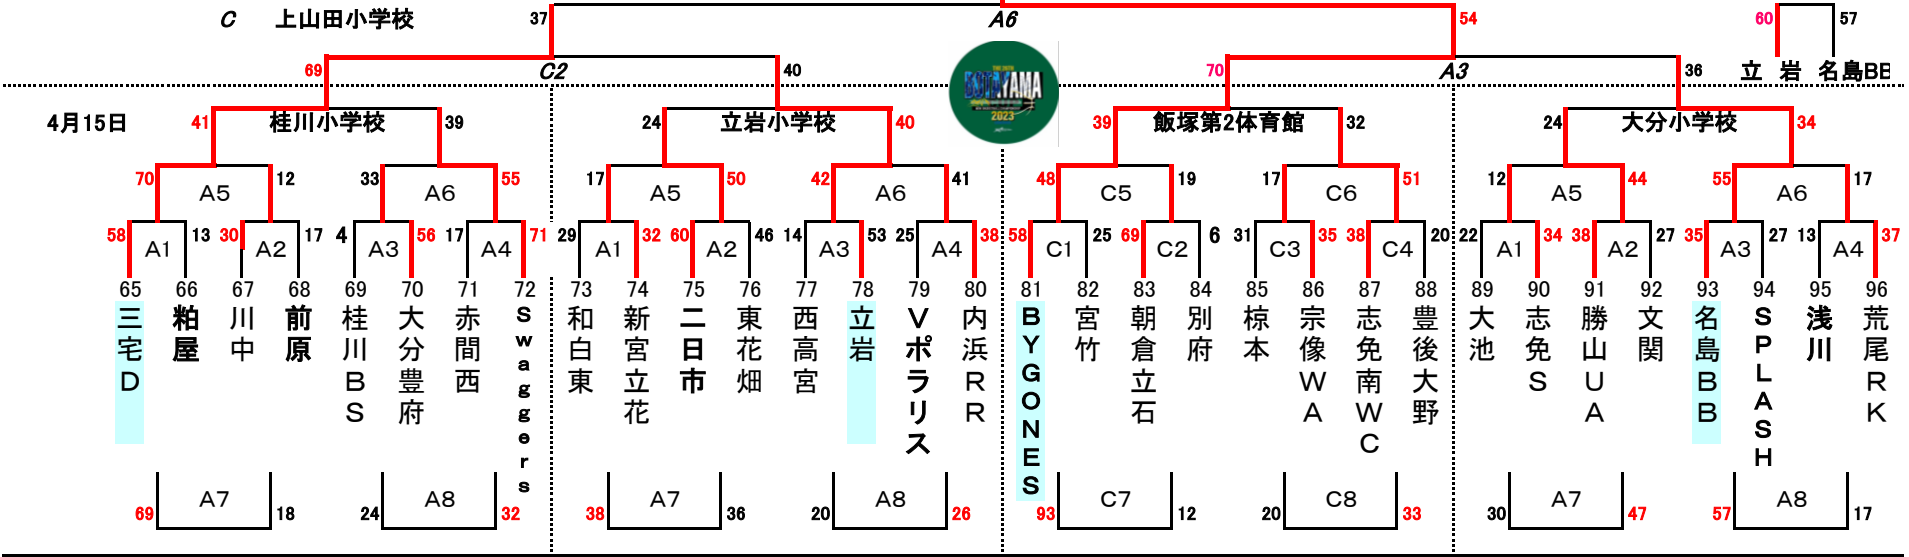 C 上山田小学校 37 A6 54 60 57
69 C2 40 70 A3 36 立岩 名島BB
BOTAYAMA
2023
4月15日 41 桂川小学校 39 24 立岩小学校 40 39 飯塚第2体育館 32 24 大分小学校 34
70 A5 12 33 A6 55 17 A5 50 42 A6 41 48 C5 19 17 C6 51 12 A5 44 55 A6 17
58 A1 13 30 A2 17 4 A3 56 17 A4 71 29 A1 32 60 A2 46 14 A3 53 25 A4 38 58 C1 25 69 C2 6 31 C3 35 38 C4 20 22 A1 34 38 A2 27 35 A3 27 13 A4 37
65 66 67 68 69 70 71 72 73 74 75 76 77 78 79 80 81 82 83 84 85 86 87 88 89 90 91 92 93 94 95 96
三宅D
粕屋
川中
前原
桂川BS
大分豊府
赤間西
Swaggers
和白東
新宮立花
二日市
東花畑
西高宮
立岩
Vポラリス
内浜RR
BYGONES
宮竹
朝倉立石
別府
椋本
宗像WA
志免南WC
豊後大野
大池
志免S
勝山UA
文関
名島BB
SPLASH
浅川
荒尾RK
69 A7 18 24 A8 32 38 A7 36 20 A8 26 93 C7 12 20 C8 33 30 A7 47 57 A8 17